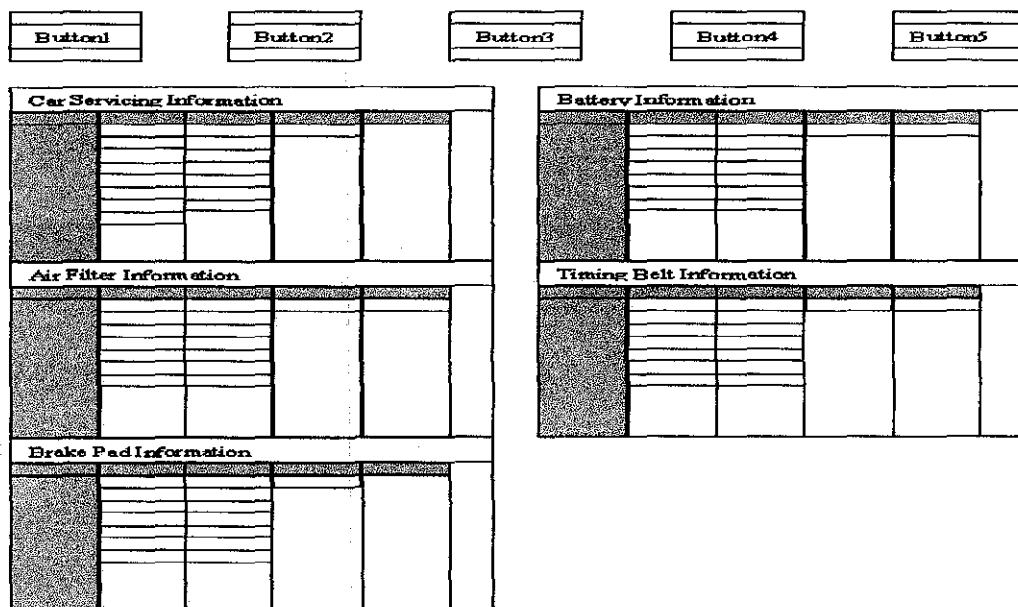 Button1 Button2 Button3 Button4 Button5
Car Servicing Information
Battery Information
Air Filter Information
Timing Belt Information
Brake Pad Information